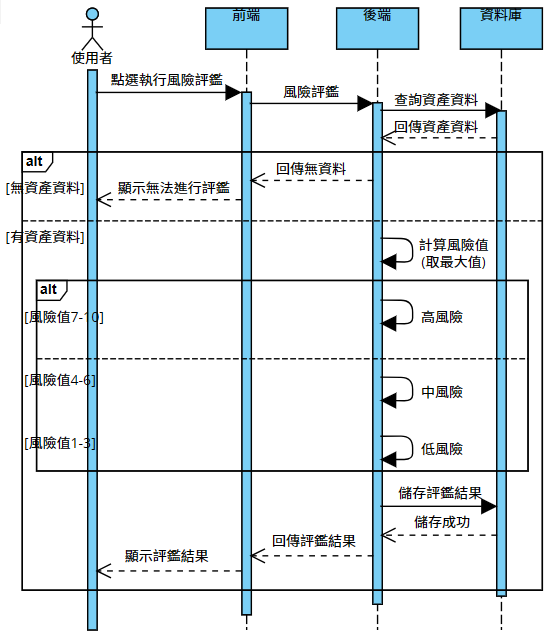 前端
後端
資料庫
使用者
點選執行風險評鑑
風險評鑑
查詢資產資料
回傳資產資料
alt
回傳無資料
[無資產資料]
顯示無法進行評鑑
[有資產資料]
計算風險值
(取最大值)
alt
[風險值7-10]
高風險
[風險值4-6]
中風險
[風險值1-3]
低風險
儲存評鑑結果
儲存成功
回傳評鑑結果
顯示評鑑結果